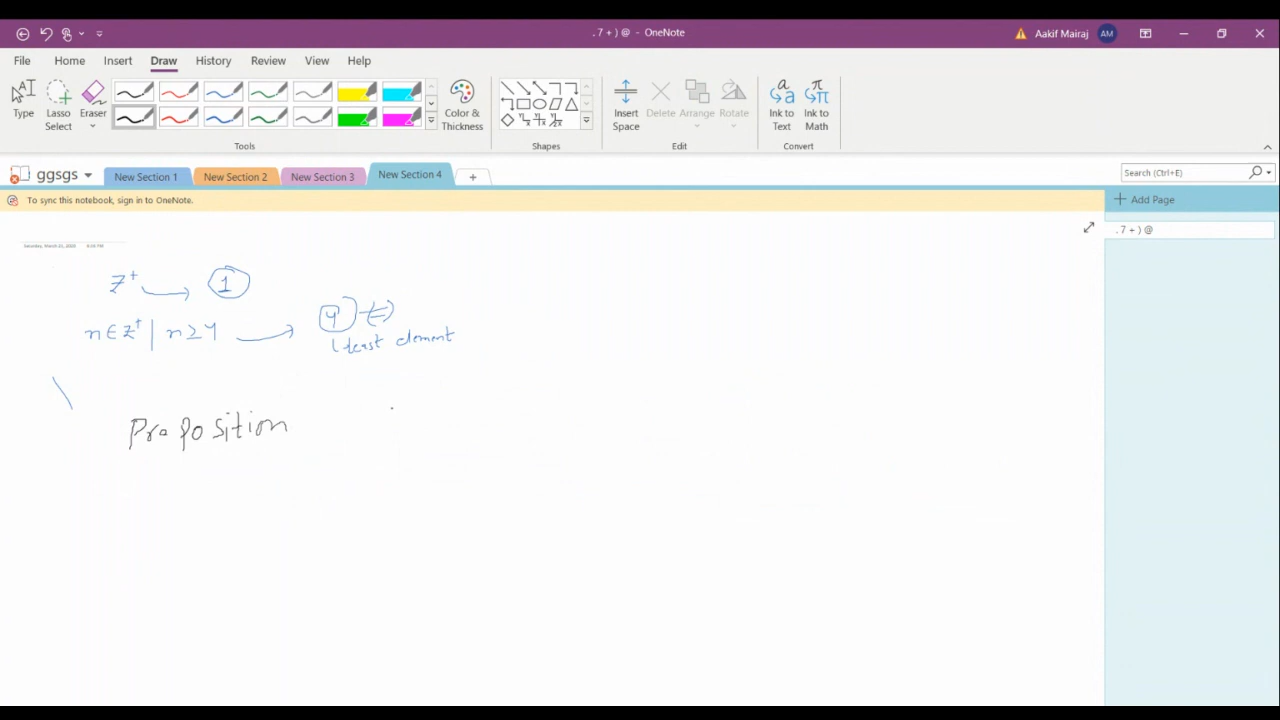 . 7 + ) @ - OneNote
Aakif Mairaj AM
File Home Insert Draw History Review View Help
Type
Lasso Select
Eraser
Color & Thickness
Insert Space
Delete
Arrange
Rotate
Ink to Text
Ink to Math
Tools
Shapes
Edit
Convert
ggsgs
New Section 1
New Section 2
New Section 3
New Section 4
+
Search (Ctrl+E)
To sync this notebook, sign in to OneNote.
Add Page
. 7 + ) @
Z⁺ → 1
n ∈ Z⁺ | n ≥ 4 → 4
least element
Preposition